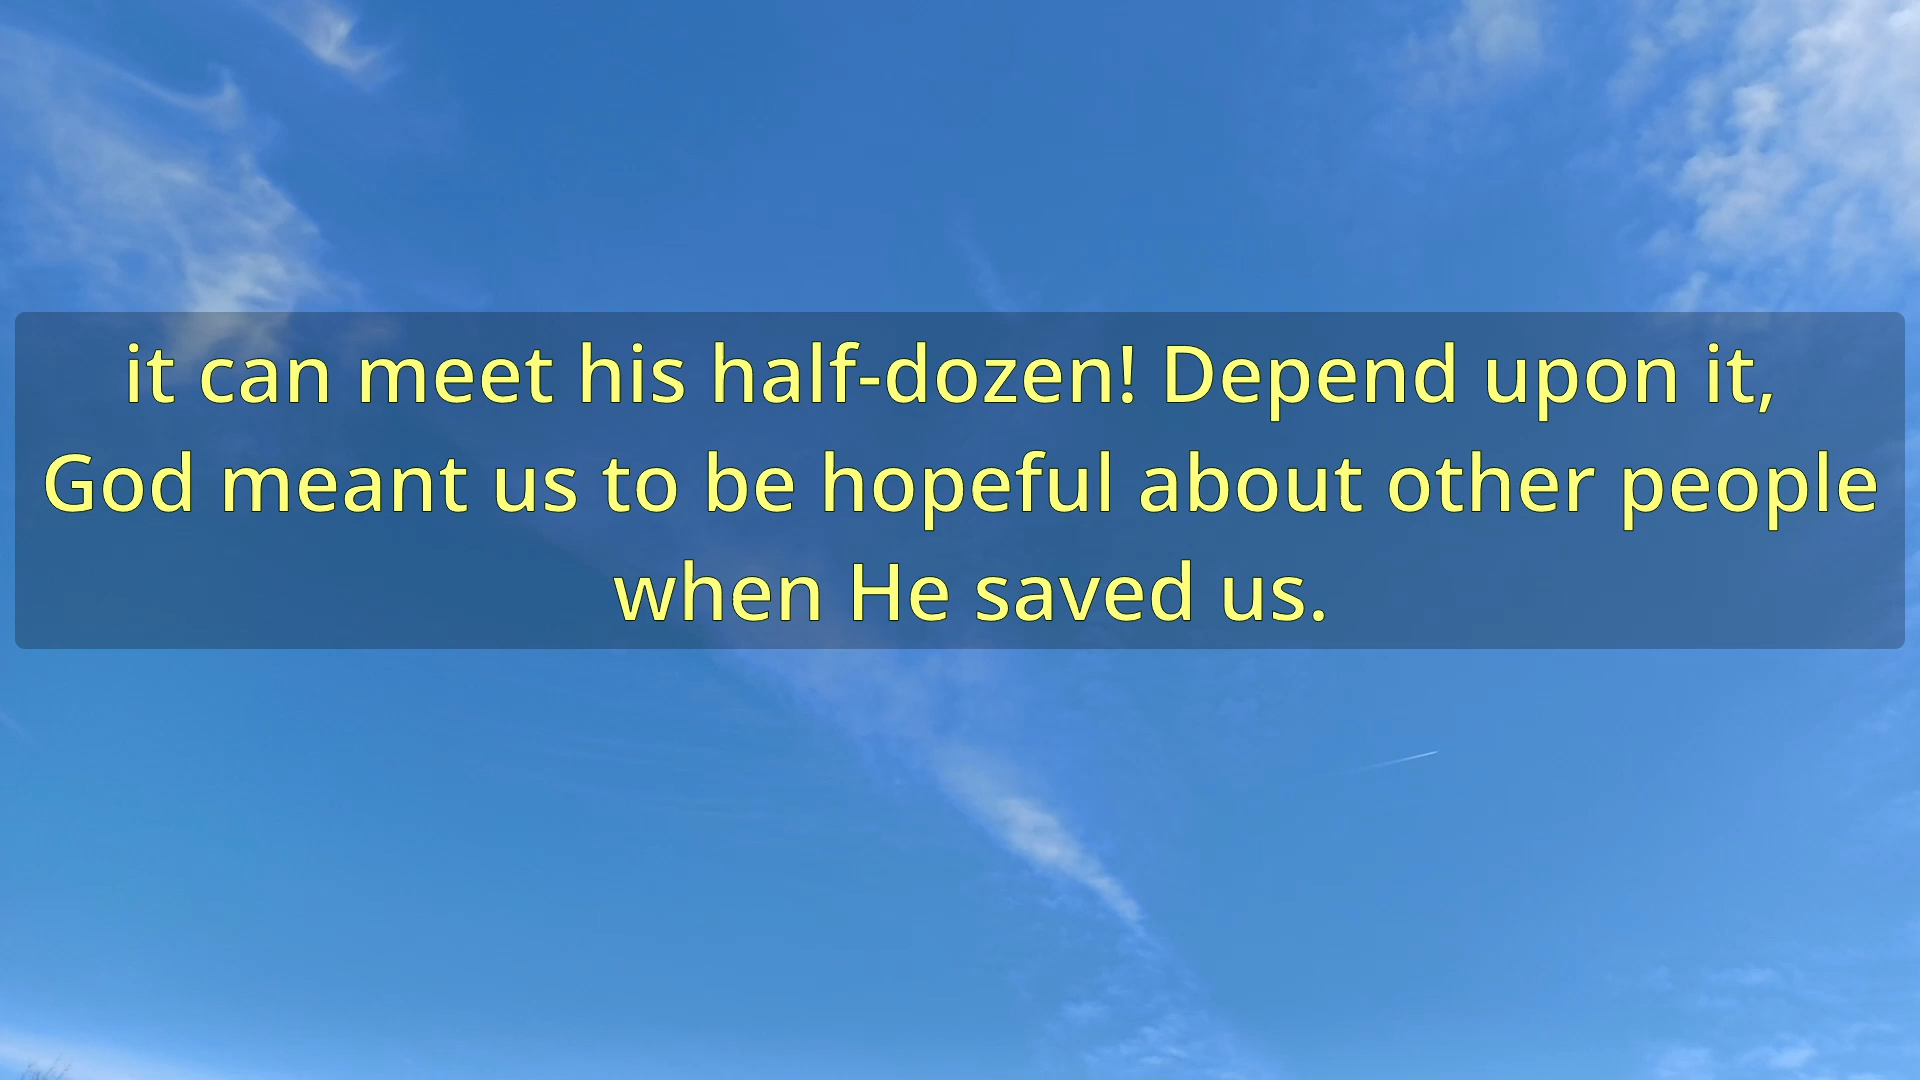 it can meet his half-dozen! Depend upon it,
God meant us to be hopeful about other people
when He saved us.